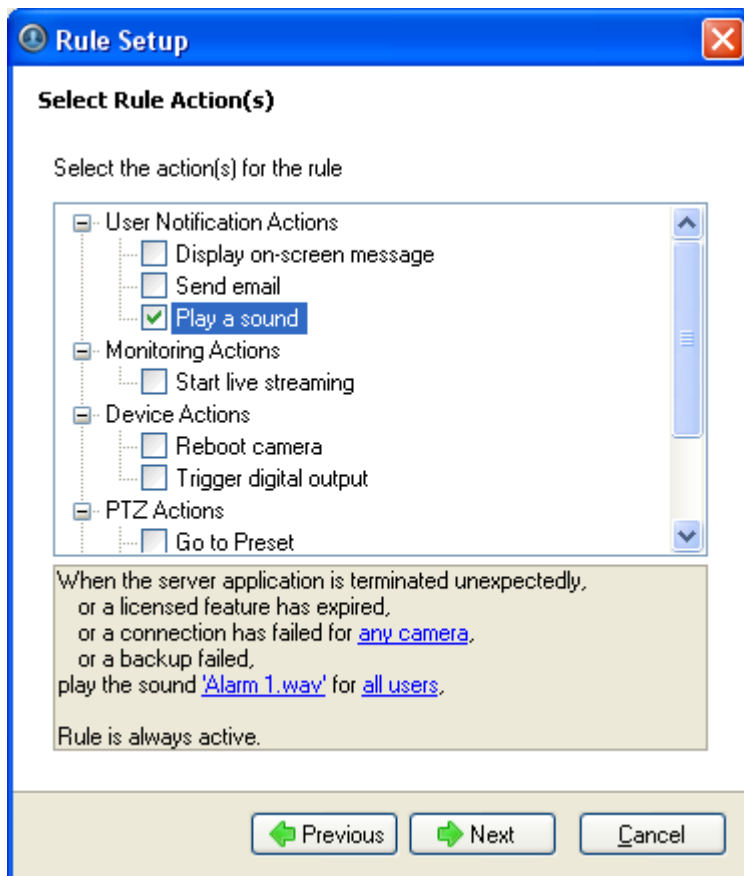 Rule Setup
Select Rule Action(s)
Select the action(s) for the rule
User Notification Actions
Display on-screen message
Send email
Play a sound
Monitoring Actions
Start live streaming
Device Actions
Reboot camera
Trigger digital output
PTZ Actions
Go to Preset
When the server application is terminated unexpectedly,
or a licensed feature has expired,
or a connection has failed for any camera,
or a backup failed,
play the sound 'Alarm 1.wav' for all users,
Rule is always active.
Previous Next Cancel